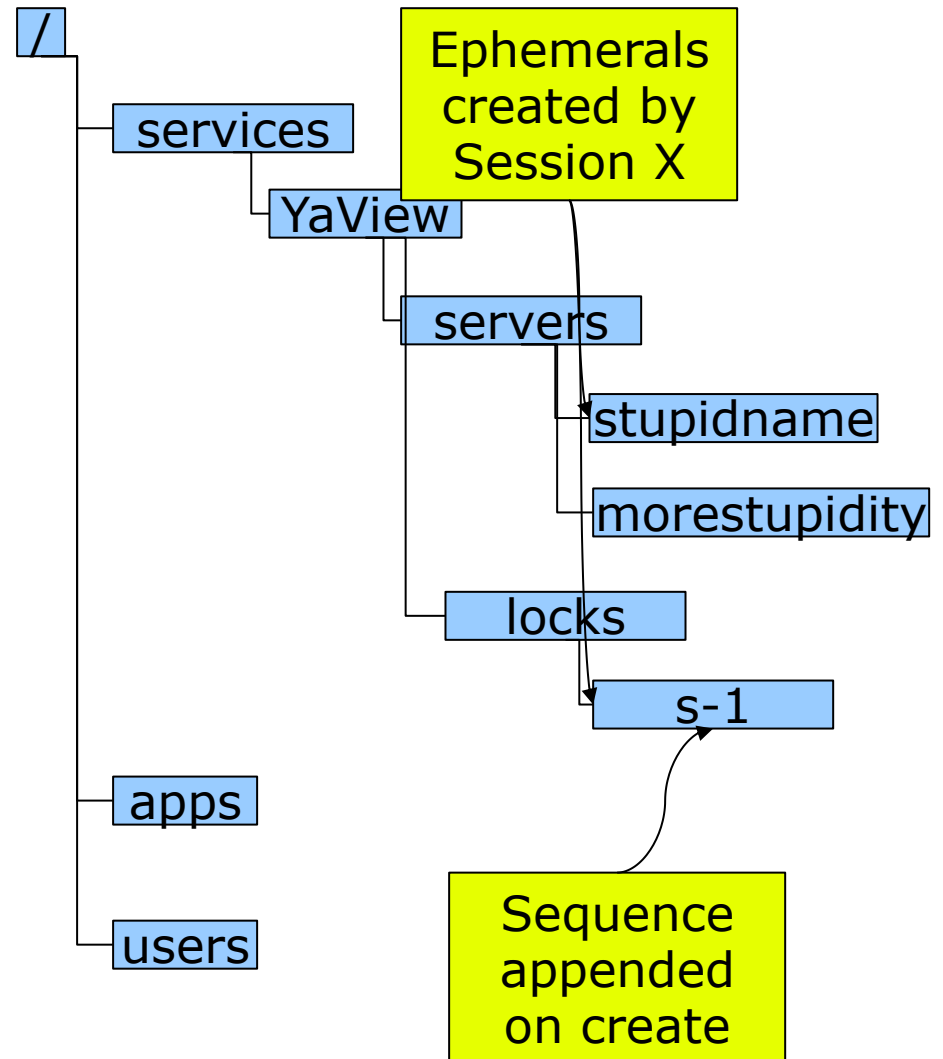 /
Ephemerals
created by
Session X
services
YaView
servers
stupidname
morestupidity
locks
s-1
apps
Sequence
appended
on create
users